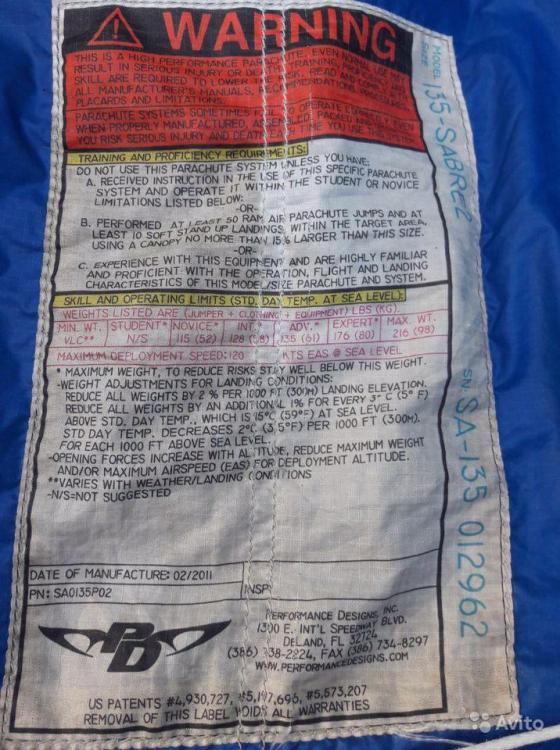 WARNING
THIS IS A HIGH PERFORMANCE PARACHUTE, EVEN NORMAL USE MAY
RESULT IN SERIOUS INJURY OR DEATH. TRAINING,
SKILL ARE REQUIRED TO LOWER THE RISK. READ AND COMPLY WITH
ALL MANUFACTURER'S MANUALS, RECOMMENDATIONS, PROCEDURES,
PLACARDS AND LIMITATIONS.
PARACHUTE SYSTEMS SOMETIMES FAIL TO OPERATE CORRECTLY EVEN
WHEN PROPERLY MANUFACTURED, ASSEMBLED, PACKED AND USED
YOU RISK SERIOUS INJURY AND DEATH EACH TIME YOU USE THIS SYSTEM.
TRAINING AND PROFICIENCY REQUIREMENTS:
DO NOT USE THIS PARACHUTE SYSTEM UNLESS YOU HAVE:
A. RECEIVED INSTRUCTION IN THE USE OF THIS SPECIFIC PARACHUTE
SYSTEM AND OPERATE IT WITHIN THE STUDENT OR NOVICE
LIMITATIONS LISTED BELOW:
-OR-
B. PERFORMED AT LEAST 50 RAM AIR PARACHUTE JUMPS AND AT
LEAST 10 SOFT STAND UP LANDINGS, WITHIN THE TARGET AREA,
USING A CANOPY NO MORE THAN 15% LARGER THAN THIS SIZE.
-OR-
C. EXPERIENCE WITH THIS EQUIPMENT AND ARE HIGHLY FAMILIAR
AND PROFICIENT WITH THE OPERATION, FLIGHT AND LANDING
CHARACTERISTICS OF THIS MODEL/SIZE PARACHUTE AND SYSTEM.
SKILL AND OPERATING LIMITS (STD. DAY TEMP. AT SEA LEVEL):
WEIGHTS LISTED ARE (JUMPER + CLOTHING + EQUIPMENT) LBS (KG).
MIN. WT. STUDENT* NOVICE* INT.* ADV.* EXPERT* MAX. WT.
VLC** N/S 115 (52) 128 (58) 135 (61) 176 (80) 216 (98)
MAXIMUM DEPLOYMENT SPEED: 120 KTS EAS @ SEA LEVEL
* MAXIMUM WEIGHT, TO REDUCE RISKS STAY WELL BELOW THIS WEIGHT.
-WEIGHT ADJUSTMENTS FOR LANDING CONDITIONS:
REDUCE ALL WEIGHTS BY 2 % PER 1000 FT (300M) LANDING ELEVATION.
REDUCE ALL WEIGHTS BY AN ADDITIONAL 1% FOR EVERY 3° C (5° F)
ABOVE STD. DAY TEMP., WHICH IS 15°C (59°F) AT SEA LEVEL.
STD DAY TEMP. DECREASES 2°C (3.5°F) PER 1000 FT (300M).
FOR EACH 1000 FT ABOVE SEA LEVEL.
-OPENING FORCES INCREASE WITH ALTITUDE, REDUCE MAXIMUM WEIGHT
AND/OR MAXIMUM AIRSPEED (EAS) FOR DEPLOYMENT ALTITUDE.
**VARIES WITH WEATHER/LANDING CONDITIONS
-N/S=NOT SUGGESTED
DATE OF MANUFACTURE: 02/2011
PN: SA0135P02 INSP.
PD
PERFORMANCE DESIGNS, INC.
1300 E. INT'L SPEEDWAY BLVD.
DELAND, FL 32724
(386) 738-2224, FAX (386) 734-8297
WWW.PERFORMANCEDESIGNS.COM
US PATENTS #4,930,727, #5,197,696, #5,573,207
REMOVAL OF THIS LABEL VOIDS ALL WARRANTIES
MODEL
SIZE 135-SABRE2
SN SA-135 012962
Avito